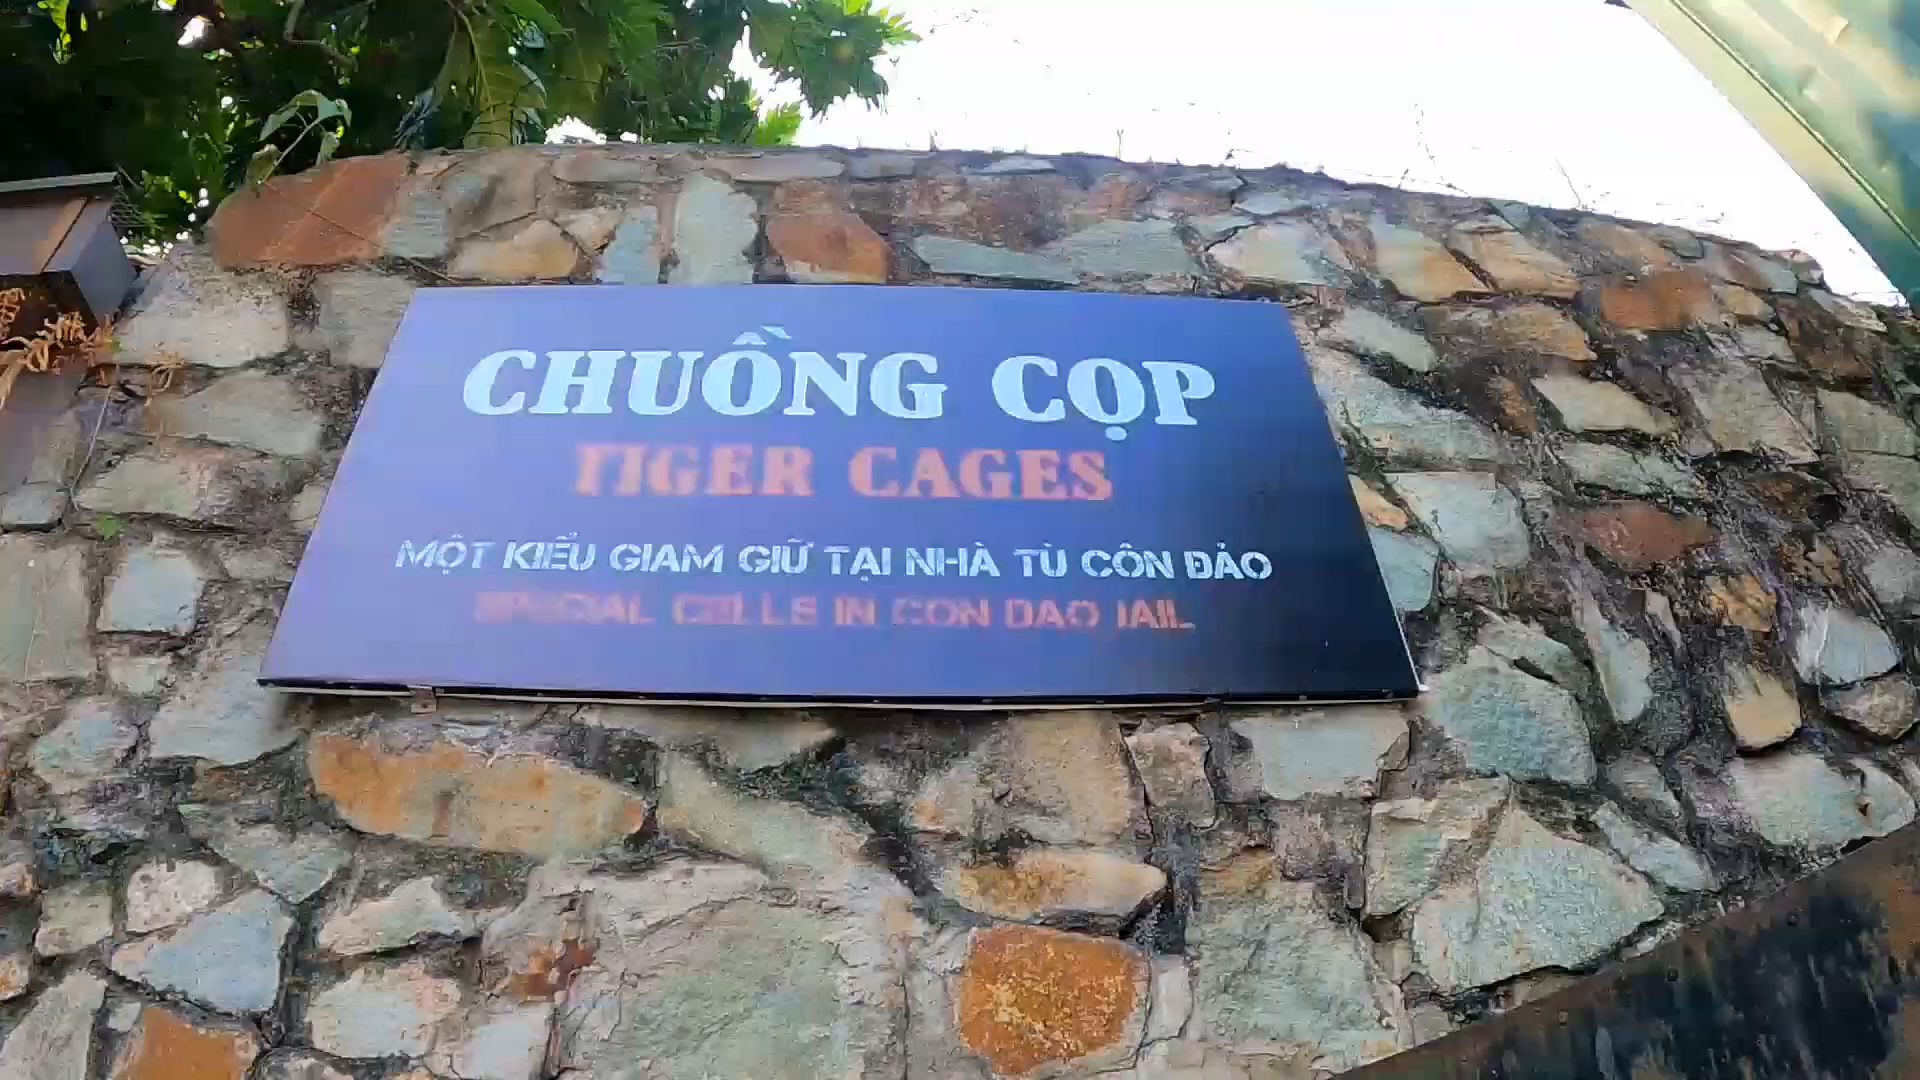 CHUỒNG CỌP
TIGER CAGES
MỘT KIỂU GIAM GIỮ TẠI NHÀ TÙ CÔN ĐẢO
SPECIAL CELLS IN CON DAO JAIL